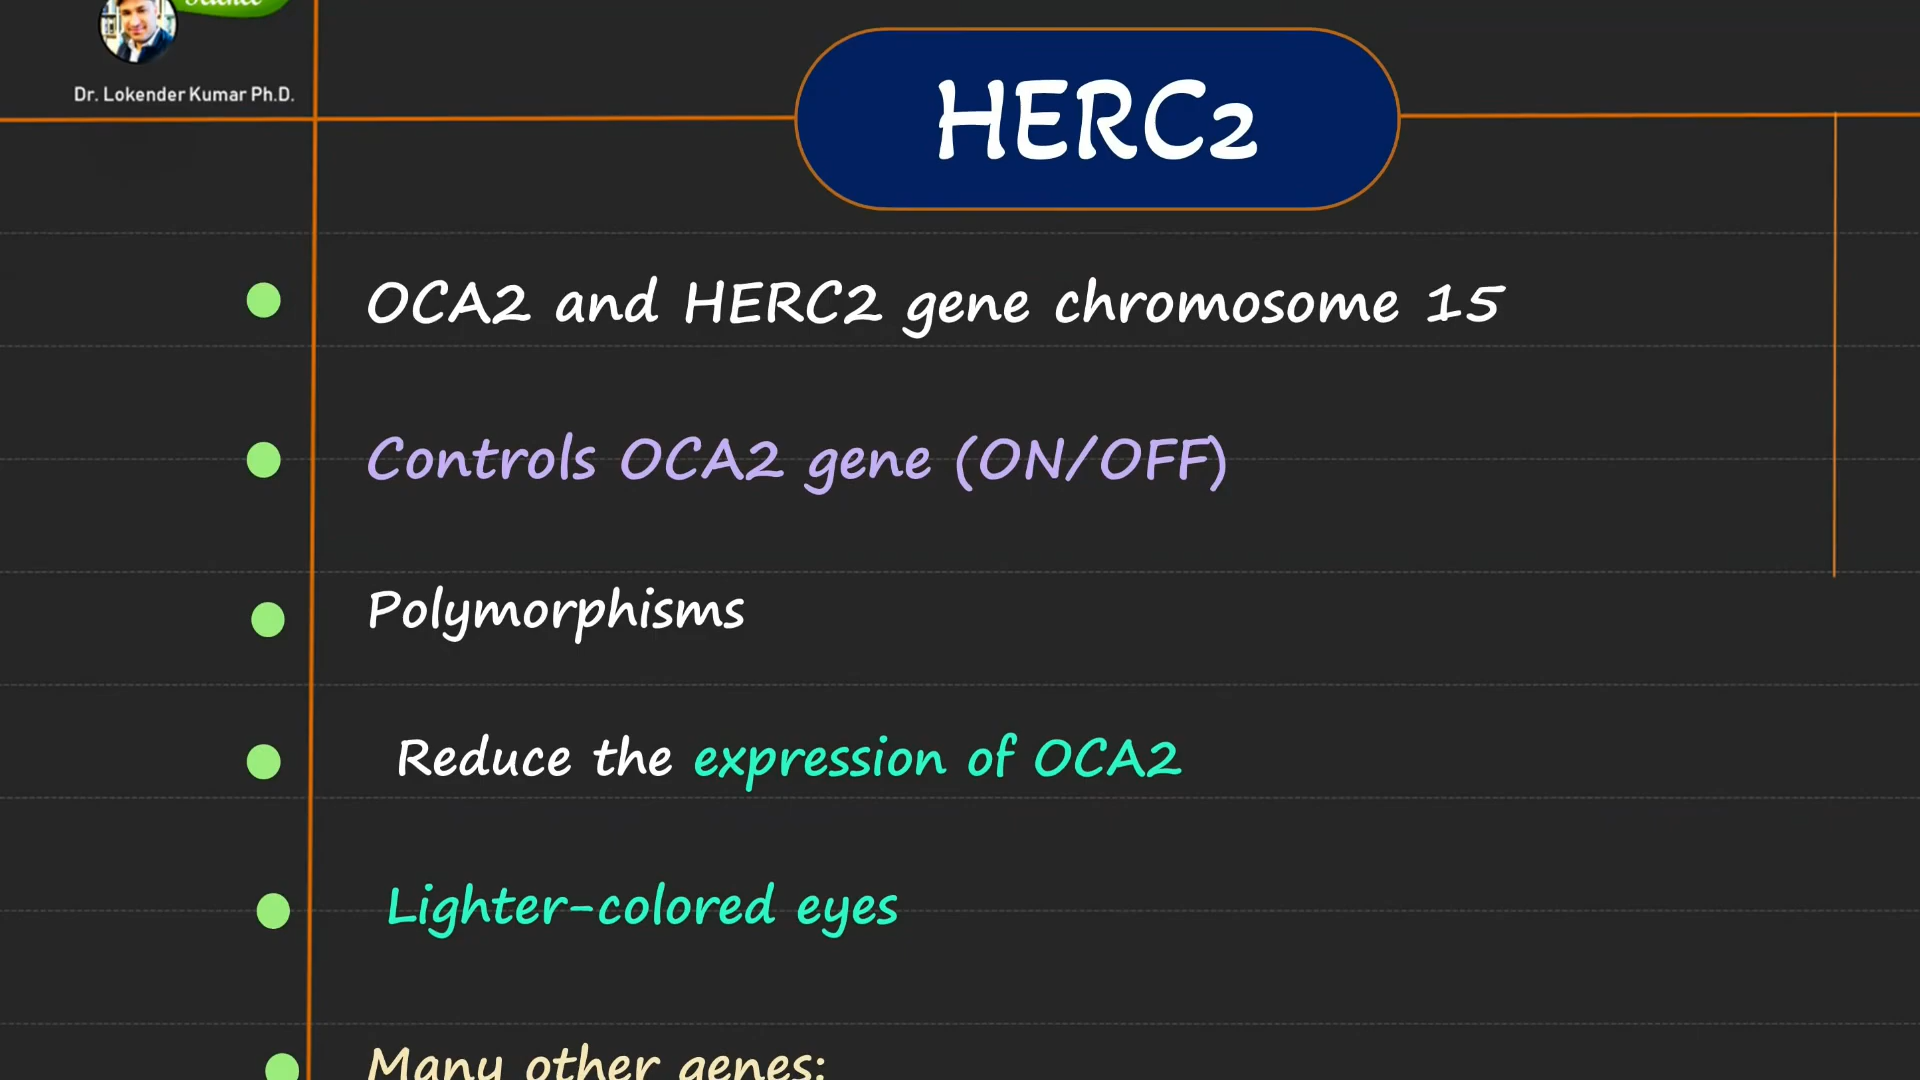 Science
Dr. Lokender Kumar Ph.D.
HERC2
OCA2 and HERC2 gene chromosome 15
Controls OCA2 gene (ON/OFF)
Polymorphisms
Reduce the expression of OCA2
Lighter-colored eyes
Many other genes: